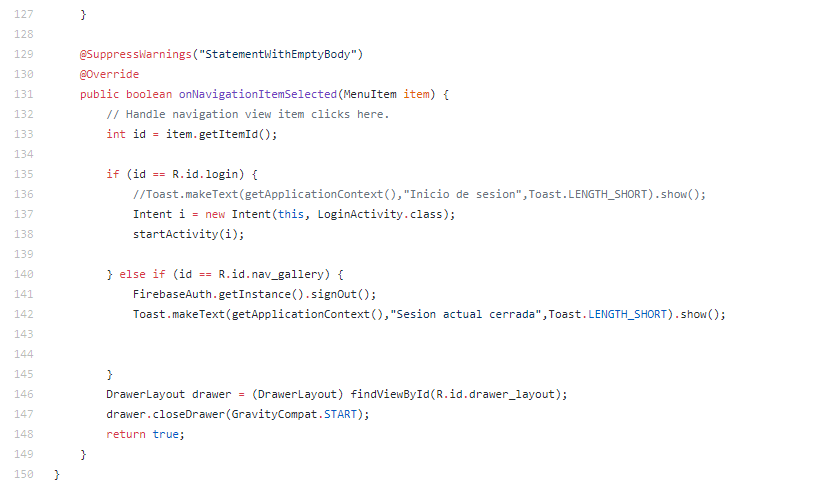 127 }
128
129 @SuppressWarnings("StatementWithEmptyBody")
130 @Override
131 public boolean onNavigationItemSelected(MenuItem item) {
132 // Handle navigation view item clicks here.
133 int id = item.getItemId();
134
135 if (id == R.id.login) {
136 //Toast.makeText(getApplicationContext(),"Inicio de sesion",Toast.LENGTH_SHORT).show();
137 Intent i = new Intent(this, LoginActivity.class);
138 startActivity(i);
139
140 } else if (id == R.id.nav_gallery) {
141 FirebaseAuth.getInstance().signOut();
142 Toast.makeText(getApplicationContext(),"Sesion actual cerrada",Toast.LENGTH_SHORT).show();
143
144
145 }
146 DrawerLayout drawer = (DrawerLayout) findViewById(R.id.drawer_layout);
147 drawer.closeDrawer(GravityCompat.START);
148 return true;
149 }
150 }